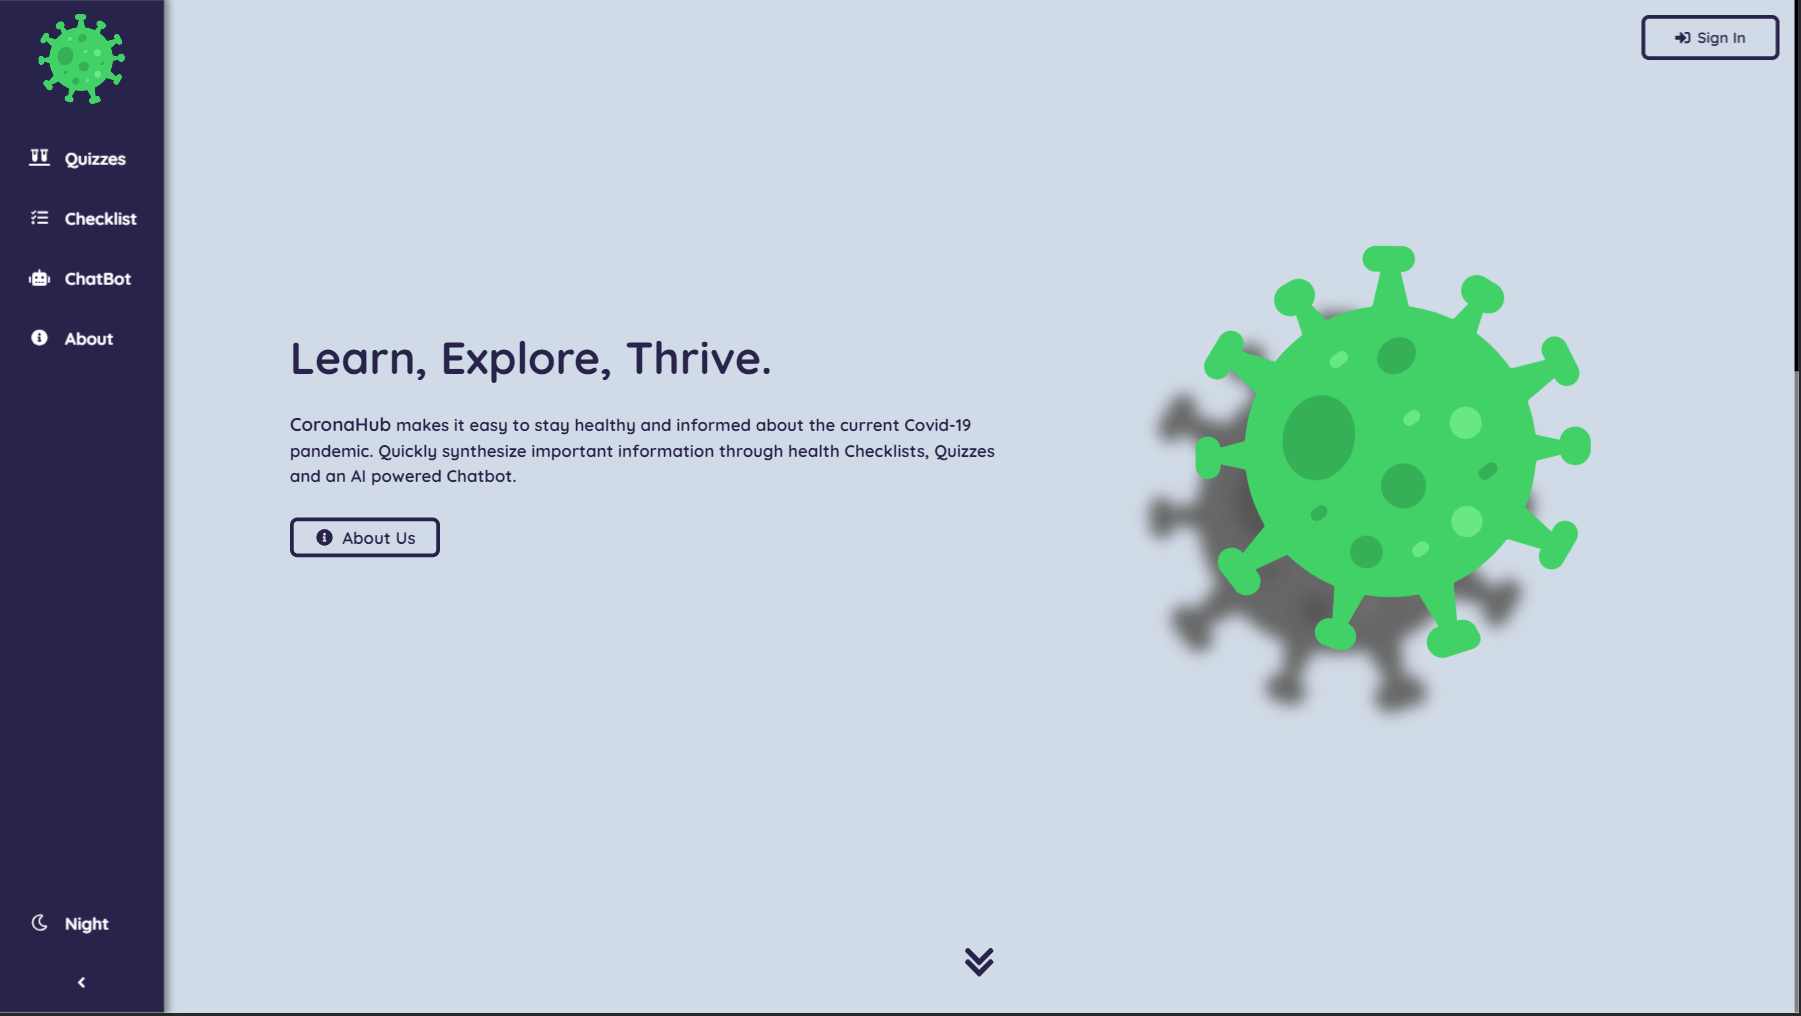 Sign In
Quizzes
Checklist
ChatBot
About
Learn, Explore, Thrive.
CoronaHub makes it easy to stay healthy and informed about the current Covid-19
pandemic. Quickly synthesize important information through health Checklists, Quizzes
and an AI powered Chatbot.
About Us
Night